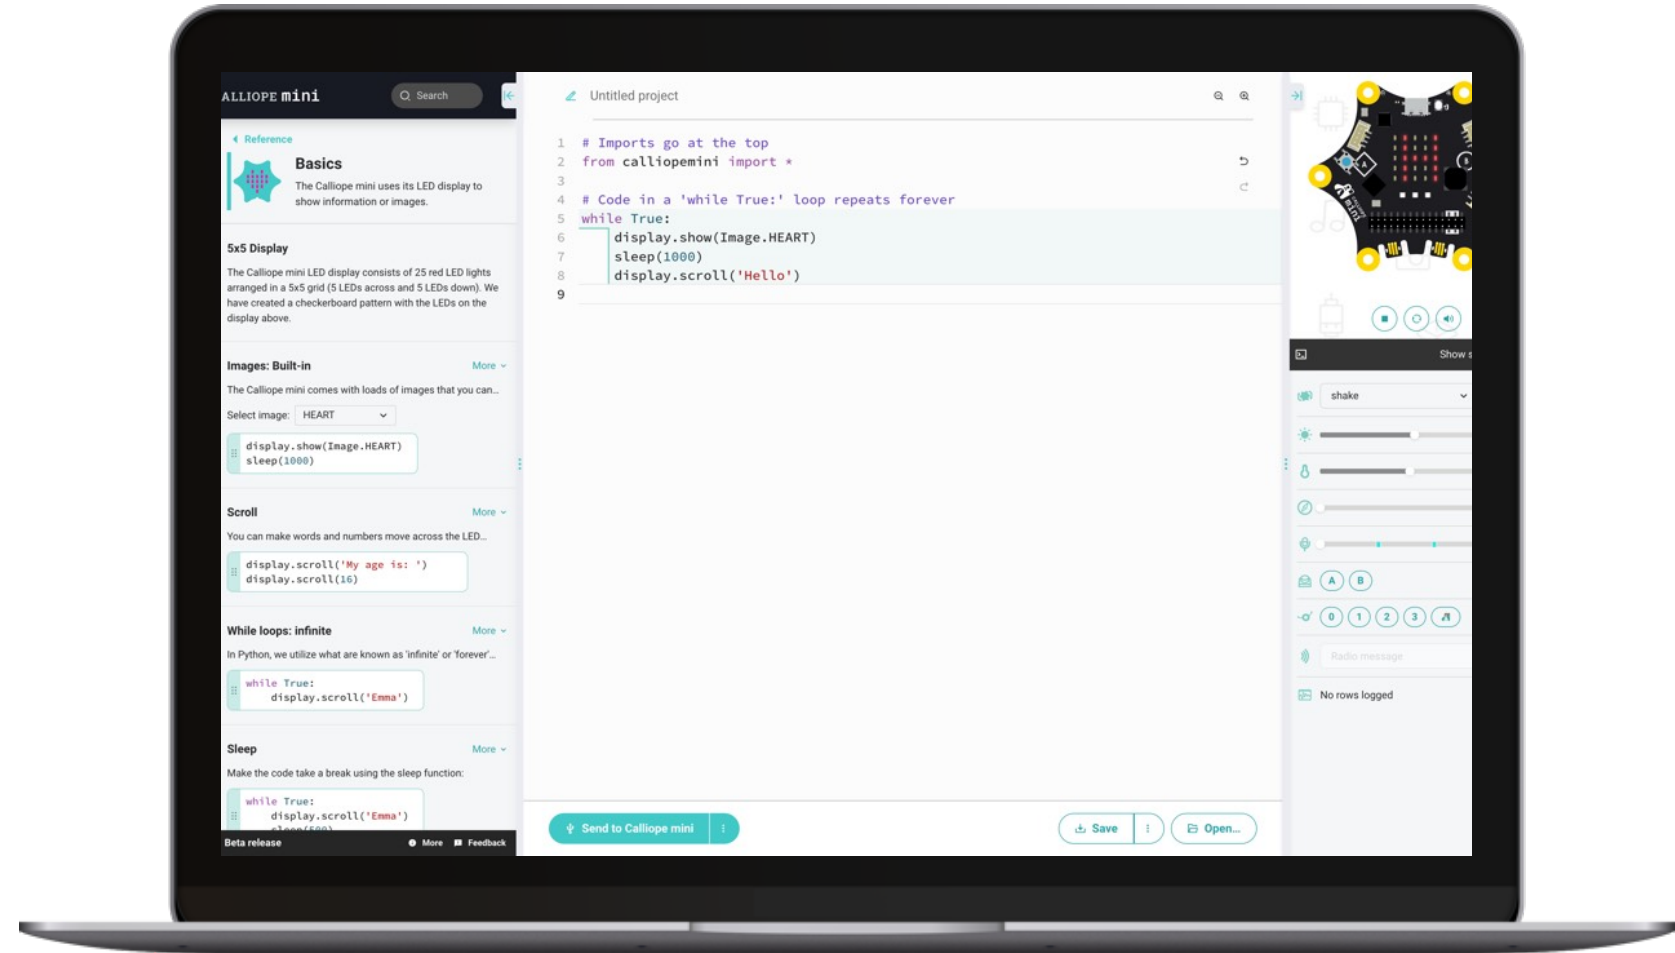 ALLIOPE mini
Search
Reference
Basics
The Calliope mini uses its LED display to
show information or images.
5x5 Display
The Calliope mini LED display consists of 25 red LED lights
arranged in a 5x5 grid (5 LEDs across and 5 LEDs down). We
have created a checkerboard pattern with the LEDs on the
display above.
Images: Built-in
More
The Calliope mini comes with loads of images that you can…
Select image: HEART
display.show(Image.HEART)
sleep(1000)
Scroll
More
You can make words and numbers move across the LED…
display.scroll('My age is: ')
display.scroll(16)
While loops: infinite
More
In Python, we utilize what are known as 'infinite' or 'forever'…
while True:
display.scroll('Emma')
Sleep
More
Make the code take a break using the sleep function:
while True:
display.scroll('Emma')
sleep(500)
Beta release
More
Feedback
Untitled project
1 # Imports go at the top
2 from calliopemini import *
3
4 # Code in a 'while True:' loop repeats forever
5 while True:
6 display.show(Image.HEART)
7 sleep(1000)
8 display.scroll('Hello')
9
Send to Calliope mini
Save
Open...
A
B
mini
Show s
shake
A B
0 1 2 3
Radio message
No rows logged